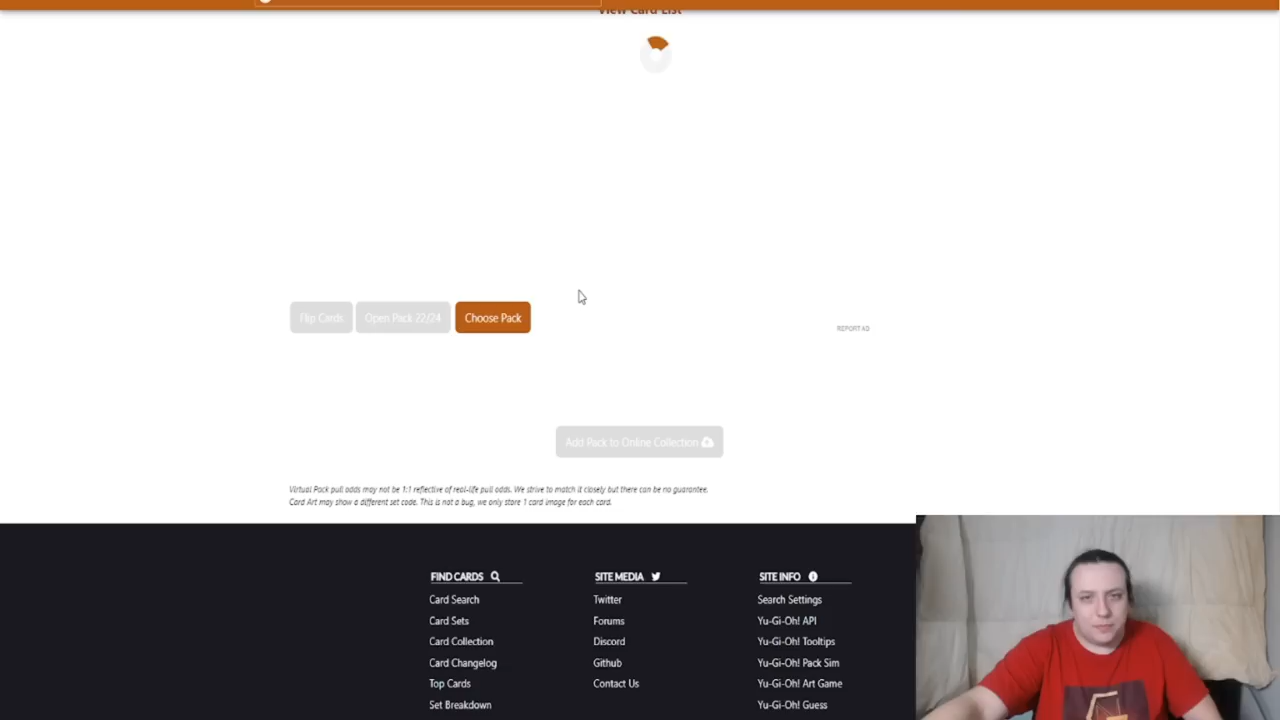 View Card List
Flip Cards
Open Pack 22/24
Choose Pack
REPORT AD
Add Pack to Online Collection
Virtual Pack pull odds may not be 1:1 reflective of real-life pull odds. We strive to match it closely but there can be no guarantee.
Card Art may show a different set code. This is not a bug, we only store 1 card image for each card.
FIND CARDS
Card Search
Card Sets
Card Collection
Card Changelog
Top Cards
Set Breakdown
SITE MEDIA
Twitter
Forums
Discord
Github
Contact Us
SITE INFO
Search Settings
Yu-Gi-Oh! API
Yu-Gi-Oh! Tooltips
Yu-Gi-Oh! Pack Sim
Yu-Gi-Oh! Art Game
Yu-Gi-Oh! Guess